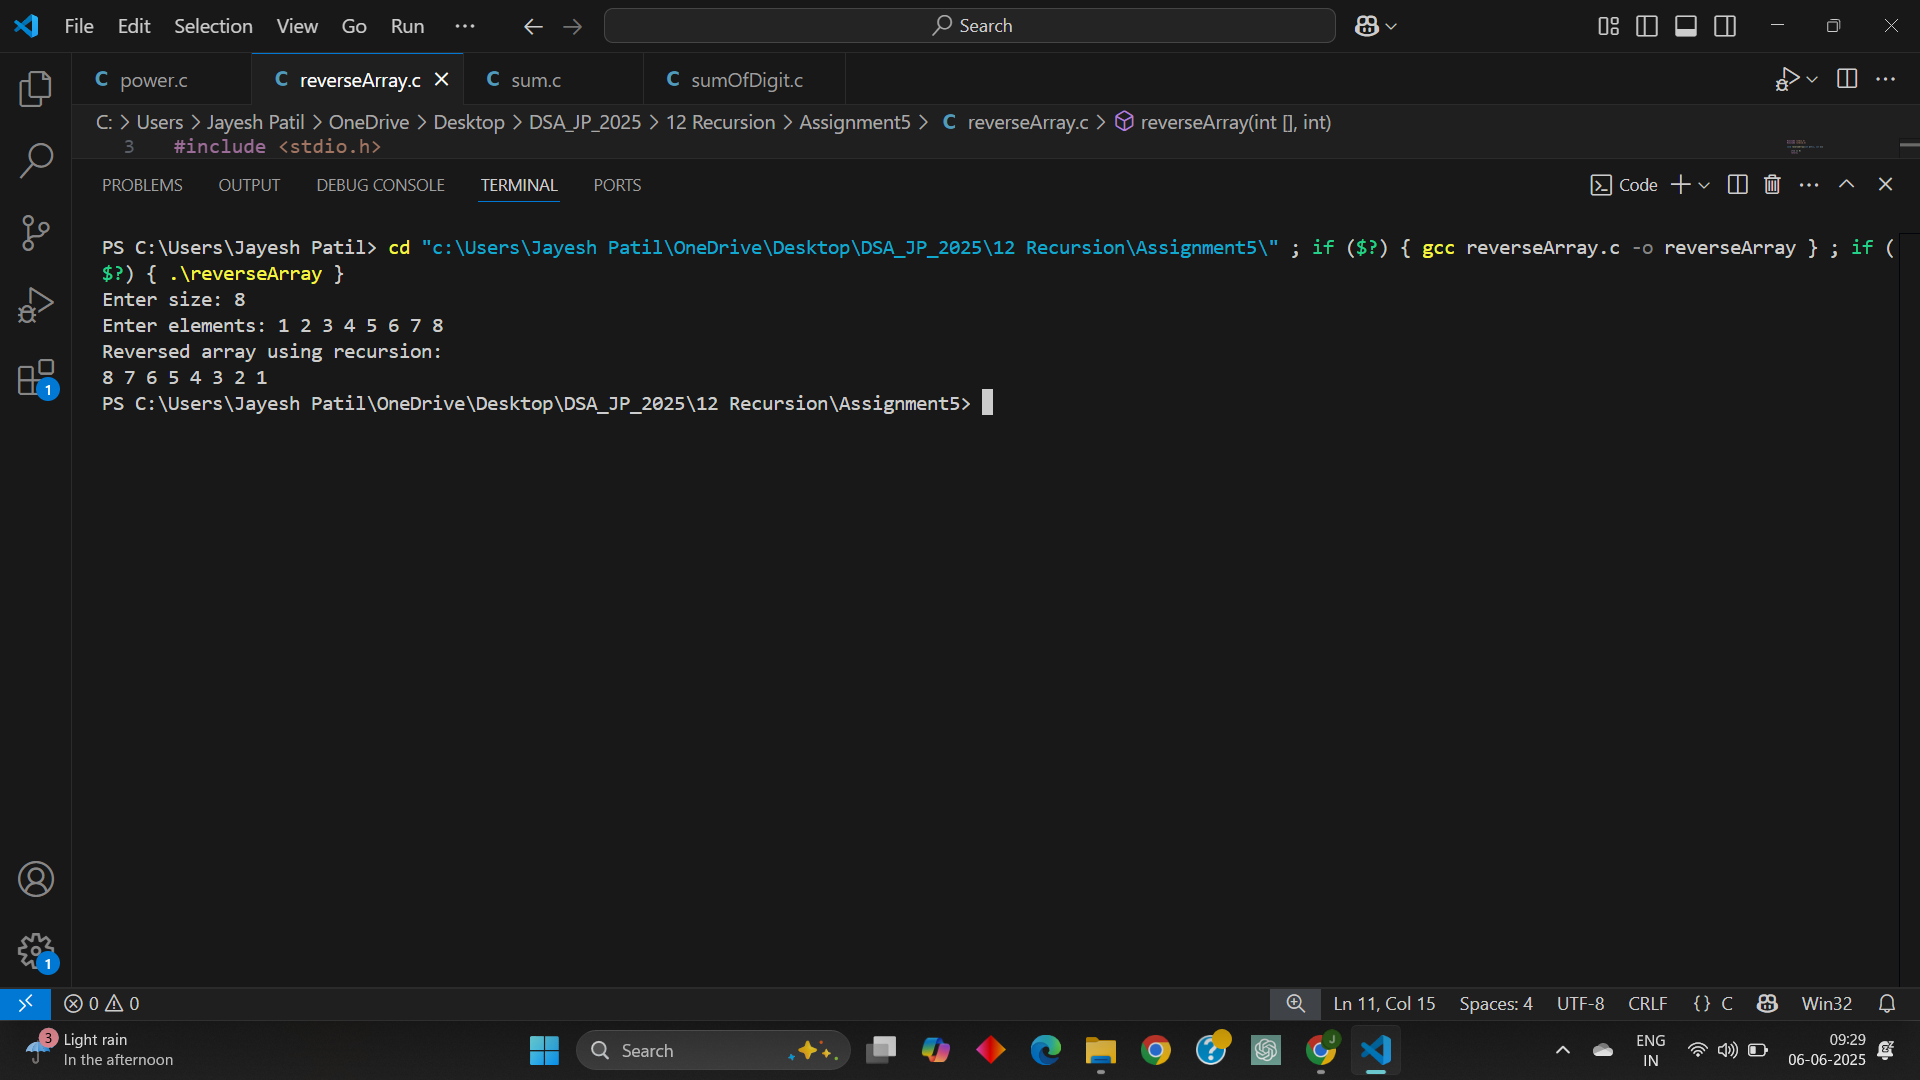 File Edit Selection View Go Run ··· Search
power.c reverseArray.c sum.c sumOfDigit.c
C: > Users > Jayesh Patil > OneDrive > Desktop > DSA_JP_2025 > 12 Recursion > Assignment5 > C reverseArray.c > reverseArray(int [], int)
3 #include <stdio.h>
PROBLEMS OUTPUT DEBUG CONSOLE TERMINAL PORTS Code
PS C:\Users\Jayesh Patil> cd "c:\Users\Jayesh Patil\OneDrive\Desktop\DSA_JP_2025\12 Recursion\Assignment5\" ; if ($?) { gcc reverseArray.c -o reverseArray } ; if (
$?) { .\reverseArray }
Enter size: 8
Enter elements: 1 2 3 4 5 6 7 8
Reversed array using recursion:
8 7 6 5 4 3 2 1
PS C:\Users\Jayesh Patil\OneDrive\Desktop\DSA_JP_2025\12 Recursion\Assignment5>
1
1
0 0 Ln 11, Col 15 Spaces: 4 UTF-8 CRLF {} C Win32
3 Light rain
In the afternoon
Search
J
ENG
IN
09:29
06-06-2025